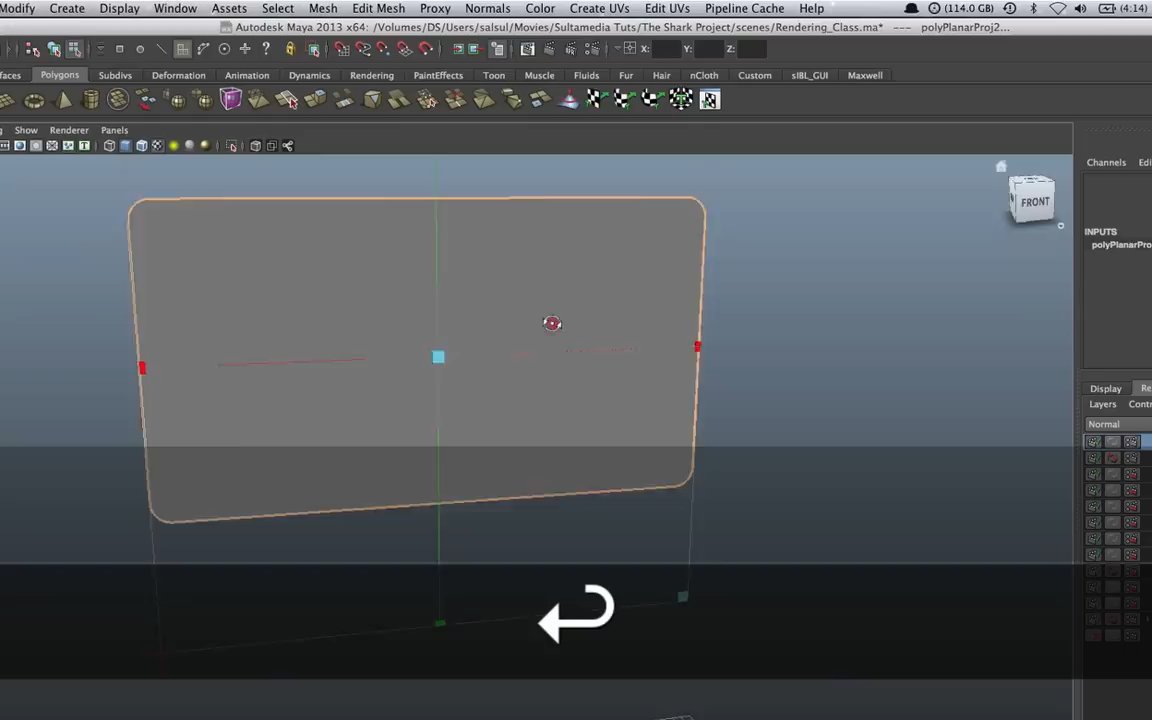 Modify Create Display Window Assets Select Mesh Edit Mesh Proxy Normals Color Create UVs Edit UVs Pipeline Cache Help (114.0 GB) (4:14)
Autodesk Maya 2013 x64: /Volumes/DS/Users/salsul/Movies/Sultamedia Tuts/The Shark Project/scenes/Rendering_Class.ma* --- polyPlanarProj2...
X: Y: Z:
faces Polygons Subdivs Deformation Animation Dynamics Rendering PaintEffects Toon Muscle Fluids Fur Hair nCloth Custom sIBL_GUI Maxwell
Show Renderer Panels
Channels
FRONT
INPUTS
polyPlanarPro
Display Re
Layers Contr
Normal